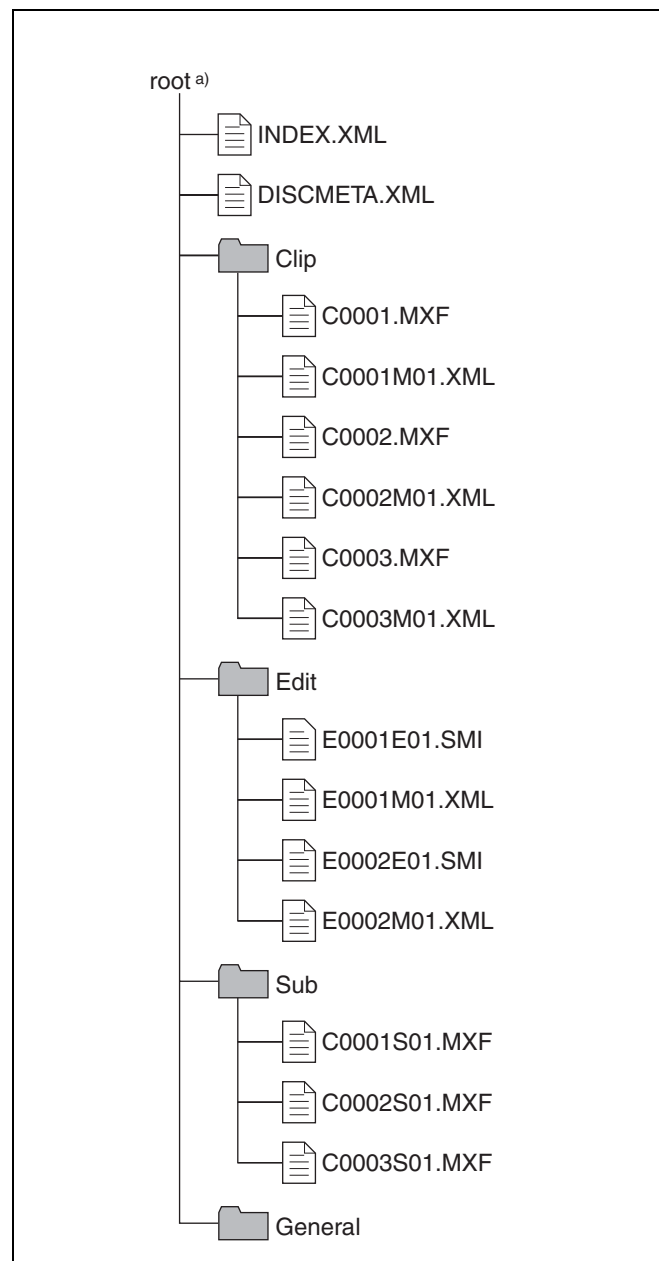 root a)
INDEX.XML
DISCMETA.XML
Clip
C0001.MXF
C0001M01.XML
C0002.MXF
C0002M01.XML
C0003.MXF
C0003M01.XML
Edit
E0001E01.SMI
E0001M01.XML
E0002E01.SMI
E0002M01.XML
Sub
C0001S01.MXF
C0002S01.MXF
C0003S01.MXF
General